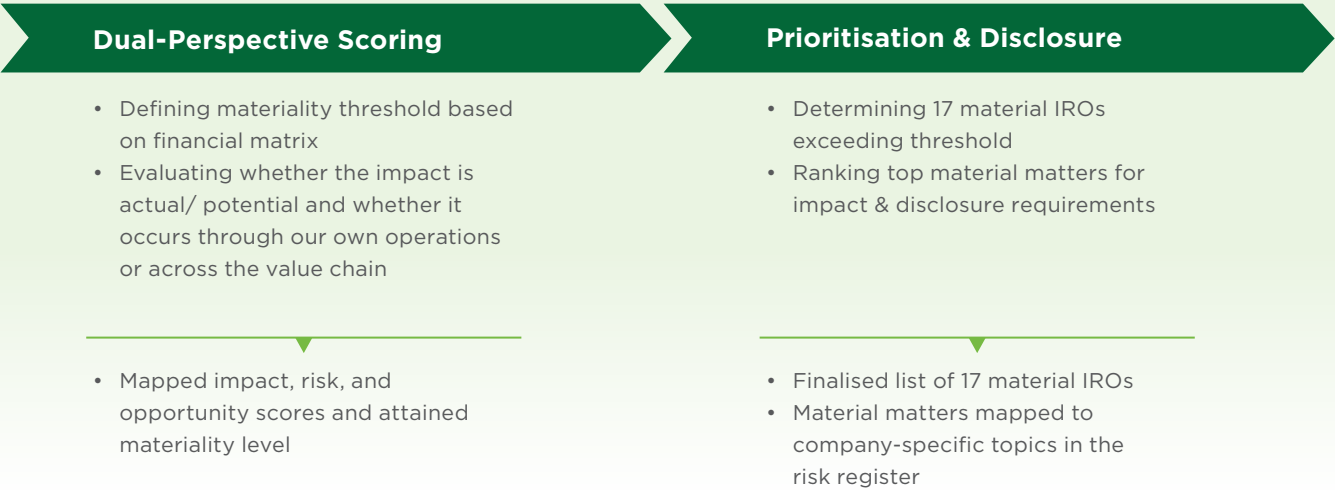 Dual-Perspective Scoring
• Defining materiality threshold based
on financial matrix
• Evaluating whether the impact is
actual/ potential and whether it
occurs through our own operations
or across the value chain
• Mapped impact, risk, and
opportunity scores and attained
materiality level
Prioritisation & Disclosure
• Determining 17 material IROs
exceeding threshold
• Ranking top material matters for
impact & disclosure requirements
• Finalised list of 17 material IROs
• Material matters mapped to
company-specific topics in the
risk register